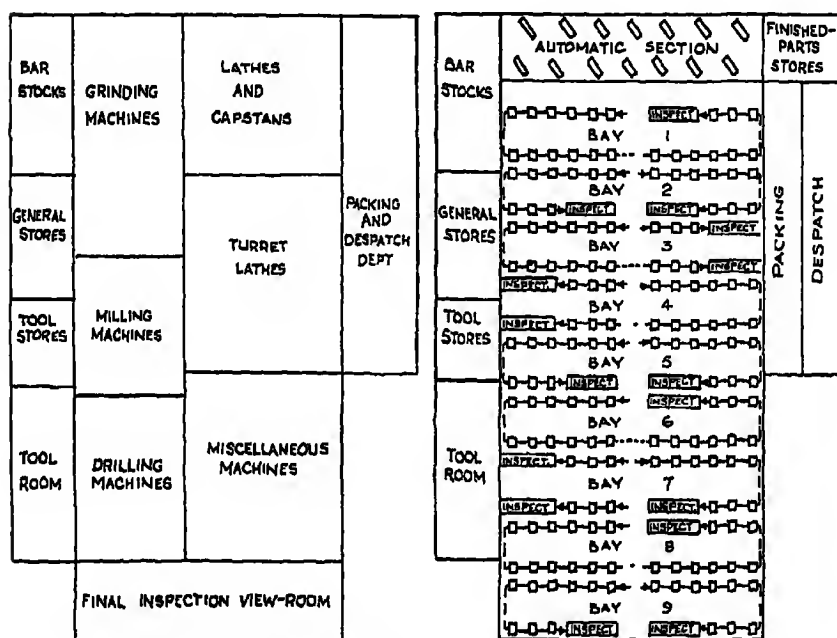 BAR
STOCKS
GRINDING
MACHINES
LATHES
AND
CAPSTANS
GENERAL
STORES
TURRET
LATHES
PACKING
AND
DESPATCH
DEPT
TOOL
STORES
MILLING
MACHINES
TOOL
ROOM
DRILLING
MACHINES
MISCELLANEOUS
MACHINES
FINAL INSPECTION VIEW-ROOM
BAR
STOCKS
GENERAL
STORES
TOOL
STORES
TOOL
ROOM
AUTOMATIC SECTION
FINISHED-
PARTS
STORES
INSPECT
BAY 1
BAY 2
INSPECT INSPECT
BAY 3
INSPECT
INSPECT
INSPECT
BAY 4
INSPECT
BAY 5
INSPECT INSPECT
INSPECT
BAY 6
INSPECT
BAY 7
INSPECT INSPECT
INSPECT
BAY 8
BAY 9
INSPECT INSPECT
PACKING
DESPATCH